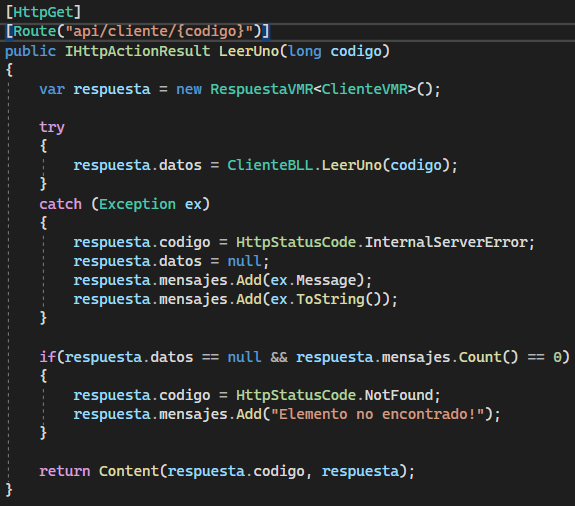 [HttpGet]
[Route("api/cliente/{codigo}")]
public IHttpActionResult LeerUno(long codigo)
{
    var respuesta = new RespuestaVMR<ClienteVMR>();

    try
    {
        respuesta.datos = ClienteBLL.LeerUno(codigo);
    }
    catch (Exception ex)
    {
        respuesta.codigo = HttpStatusCode.InternalServerError;
        respuesta.datos = null;
        respuesta.mensajes.Add(ex.Message);
        respuesta.mensajes.Add(ex.ToString());
    }

    if(respuesta.datos == null && respuesta.mensajes.Count() == 0)
    {
        respuesta.codigo = HttpStatusCode.NotFound;
        respuesta.mensajes.Add("Elemento no encontrado!");
    }

    return Content(respuesta.codigo, respuesta);
}